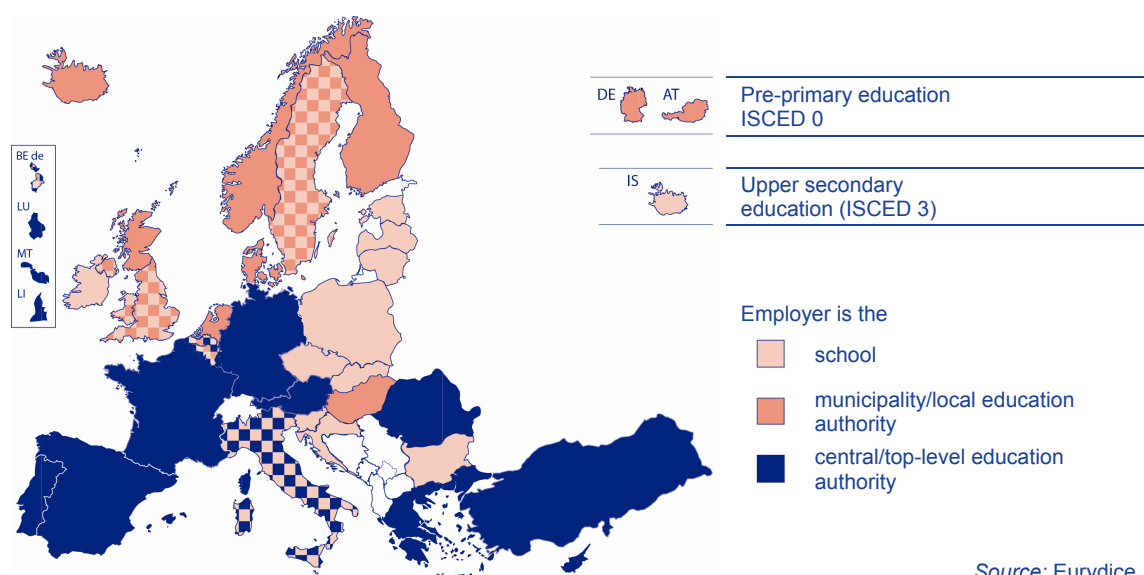 DE AT
Pre-primary education
ISCED 0
BE de
LU
MT
LI
IS
Upper secondary
education (ISCED 3)
Employer is the
school
municipality/local education
authority
central/top-level education
authority
Source: Eurydice